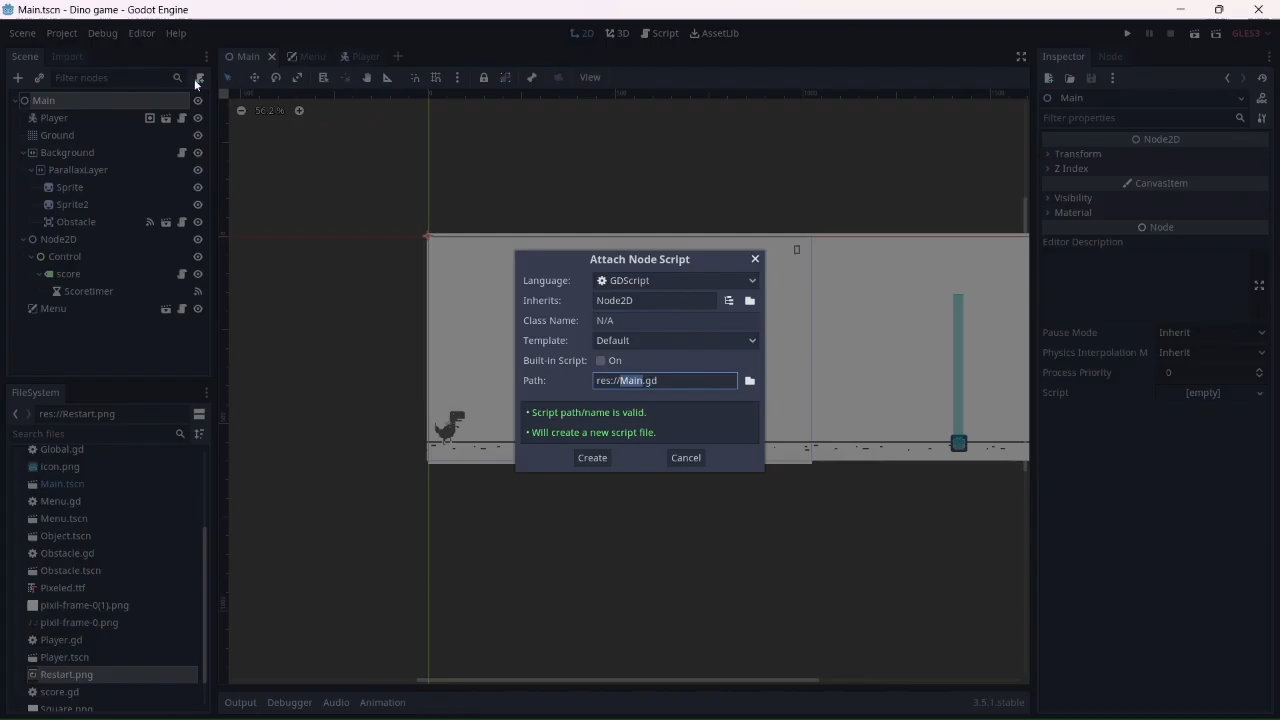 Main.tscn - Dino game - Godot Engine
Scene Project Debug Editor Help
2D 3D Script AssetLib
GLES3
Scene Import
Main Menu Player
Inspector Node
Filter nodes
View
Main
56.2 %
Main
Player
Filter properties
Ground
Node2D
Background
Transform
ParallaxLayer
Z Index
Sprite
CanvasItem
Sprite2
Visibility
Obstacle
Material
Node2D
Node
Control
Editor Description
score
Scoretimer
Menu
Attach Node Script
Language: GDScript
Inherits: Node2D
Class Name: N/A
Template: Default
Built-in Script: On
Path: res://Main.gd
• Script path/name is valid.
• Will create a new script file.
Create Cancel
Pause Mode Inherit
Physics Interpolation M Inherit
Process Priority 0
Script [empty]
FileSystem
res://Restart.png
Search files
Global.gd
icon.png
Main.tscn
Menu.gd
Menu.tscn
Object.tscn
Obstacle.gd
Obstacle.tscn
Pixeled.ttf
pixil-frame-0(1).png
pixil-frame-0.png
Player.gd
Player.tscn
Restart.png
score.gd
Square.png
Output Debugger Audio Animation
3.5.1.stable